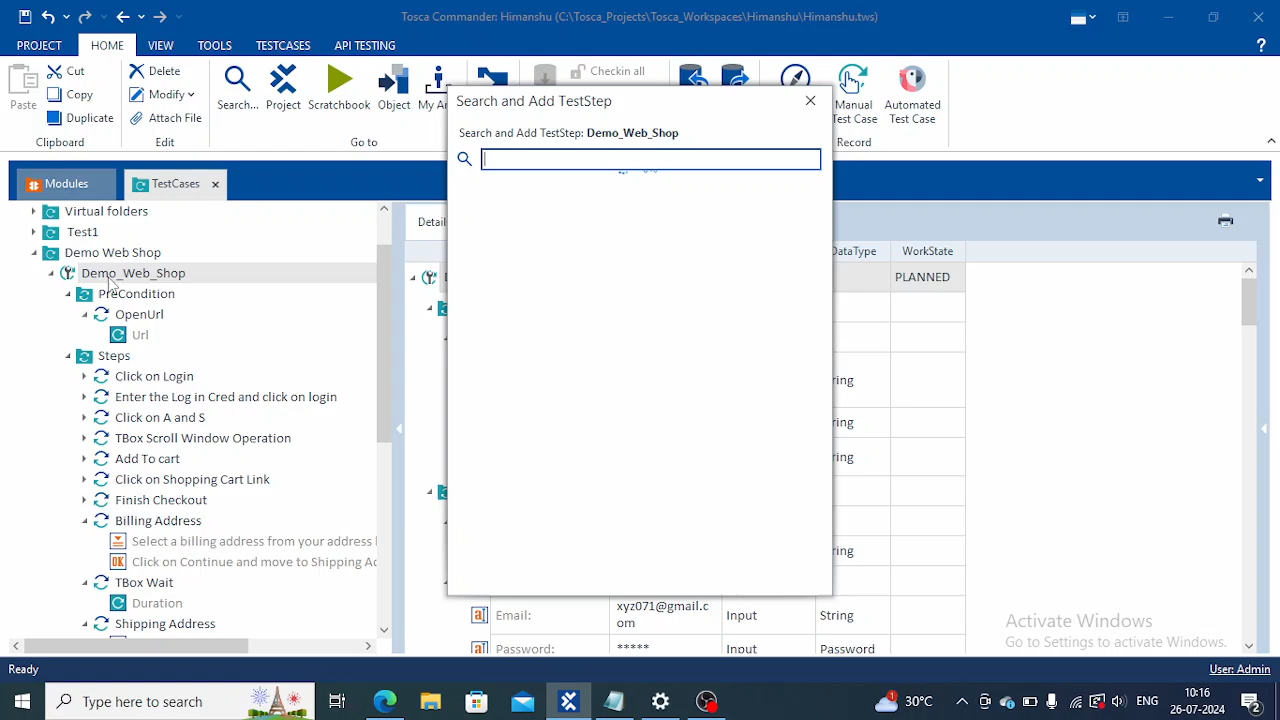 Tosca Commander: Himanshu (C:\Tosca_Projects\Tosca_Workspaces\Himanshu\Himanshu.tws)
PROJECT HOME VIEW TOOLS TESTCASES API TESTING
Paste
Cut
Copy
Duplicate
Clipboard
Delete
Modify
Attach File
Edit
Search... Project Scratchbook Object My
Go to
Checkin all
Manual
Test Case
Automated
Test Case
Record
Modules
TestCases
Virtual folders
Test1
Demo Web Shop
Demo_Web_Shop
PreCondition
OpenUrl
Url
Steps
Click on Login
Enter the Log in Cred and click on login
Click on A and S
TBox Scroll Window Operation
Add To cart
Click on Shopping Cart Link
Finish Checkout
Billing Address
Select a billing address from your address
Click on Continue and move to Shipping
TBox Wait
Duration
Shipping Address
Search and Add TestStep
Search and Add TestStep: Demo_Web_Shop
WorkState
PLANNED
Email: xyz071@gmail.c
om Input String
Password: ***** Input Password
Activate Windows
Go to Settings to activate Windows.
Ready
User: Admin
Type here to search
1
30°C
ENG
10:16
26-07-2024
2